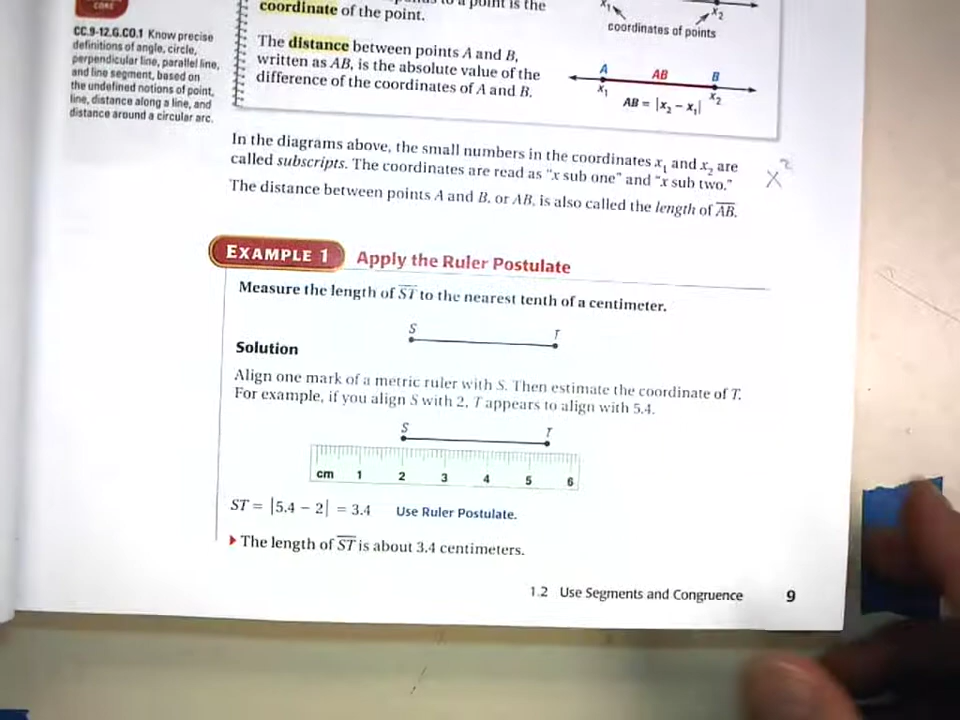 CORE
CC.9-12.G.CO.1 Know precise
definitions of angle, circle,
perpendicular line, parallel line,
and line segment, based on
the undefined notions of point,
line, distance along a line, and
distance around a circular arc.
a point is the
coordinate of the point.
x₁
x₂
coordinates of points
The distance between points A and B,
written as AB, is the absolute value of the
difference of the coordinates of A and B.
A AB B
x₁ x₂
AB = |x₂ − x₁|
In the diagrams above, the small numbers in the coordinates x₁ and x₂ are
called subscripts. The coordinates are read as “x sub one” and “x sub two.”
x²
The distance between points A and B, or AB, is also called the length of A̅B̅.
EXAMPLE 1 Apply the Ruler Postulate
Measure the length of S̅T̅ to the nearest tenth of a centimeter.
S T
Solution
Align one mark of a metric ruler with S. Then estimate the coordinate of T.
For example, if you align S with 2, T appears to align with 5.4.
S T
cm 1 2 3 4 5 6
ST = |5.4 − 2| = 3.4 Use Ruler Postulate.
▸ The length of S̅T̅ is about 3.4 centimeters.
1.2 Use Segments and Congruence 9